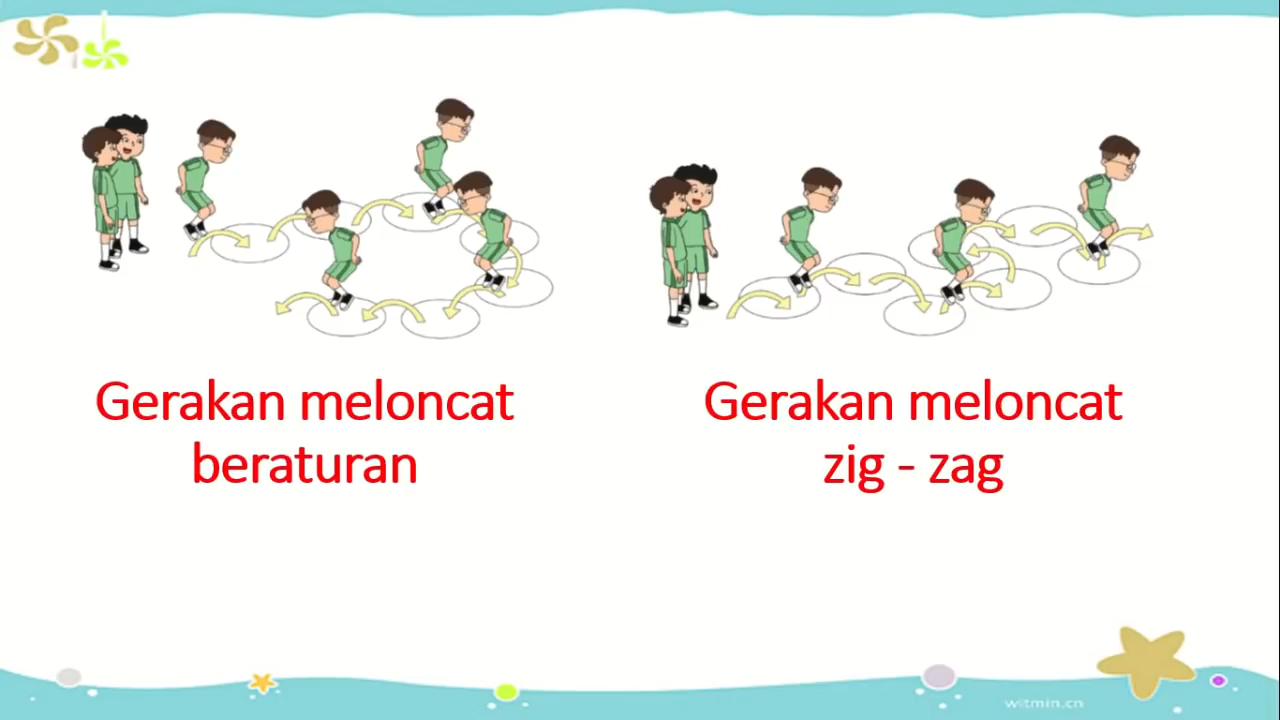 Gerakan meloncat
beraturan
Gerakan meloncat
zig - zag
witmin.cn